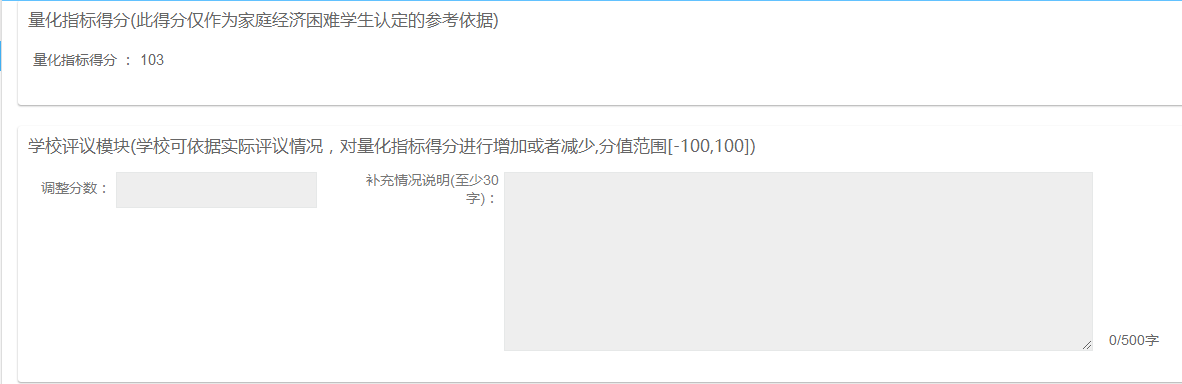 量化指标得分(此得分仅作为家庭经济困难学生认定的参考依据)
量化指标得分 ： 103
学校评议模块(学校可依据实际评议情况，对量化指标得分进行增加或者减少,分值范围[-100,100])
调整分数：
补充情况说明(至少30
字)：
0/500字